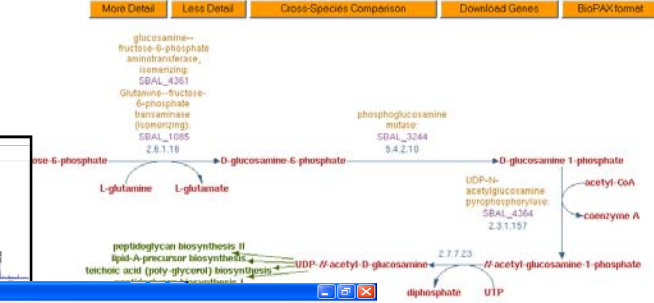 More Detail Less Detail Cross-Species Comparison Download Genes BioPAX format
glucosamine--
fructose-6-phosphate
aminotransferase,
isomerizing:
SBAL_4361
Glutamine--fructose-
6-phosphate
transaminase
(isomerizing):
SBAL_1085
2.6.1.16
phosphoglucosamine
mutase:
SBAL_3244
5.4.2.10
ose-6-phosphate D-glucosamine-6-phosphate D-glucosamine 1-phosphate
L-glutamine L-glutamate
UDP-N-
acetylglucosamine
pyrophosphorylase:
SBAL_4364
2.3.1.157
acetyl-CoA
coenzyme A
peptidoglycan biosynthesis II
lipid-A-precursor biosynthesis
teichoic acid (poly-glycerol) biosynthesis
UDP-N-acetyl-D-glucosamine 2.7.7.23 N-acetyl-glucosamine-1-phosphate
diphosphate UTP